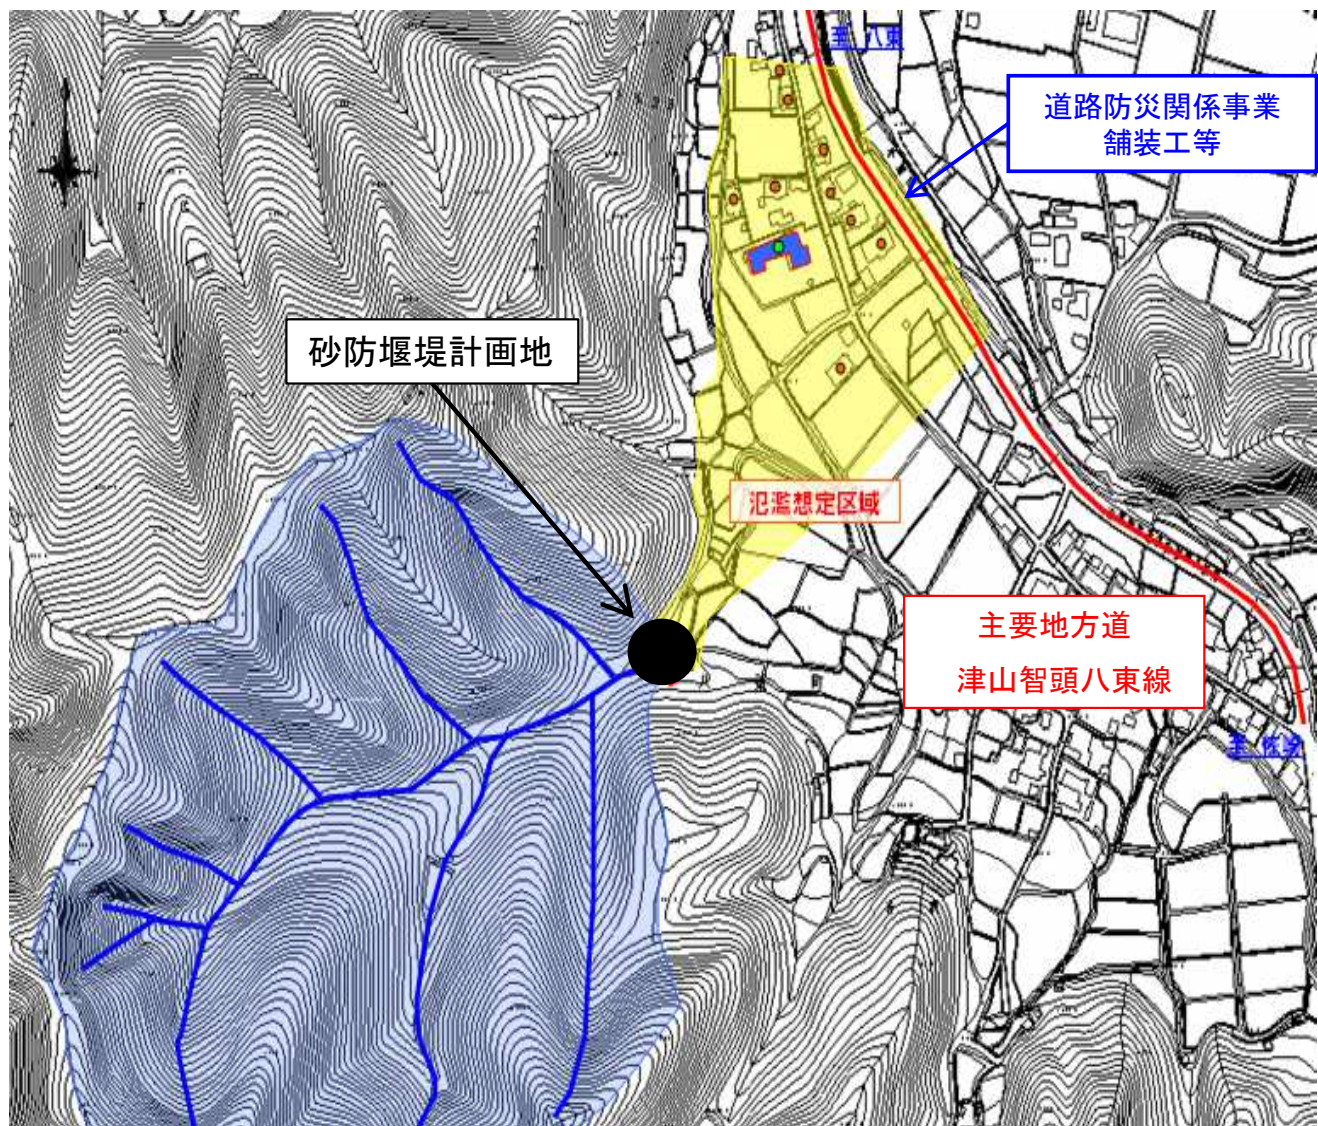 至 八東
道路防災関係事業
舗装工等
砂防堰堤計画地
氾濫想定区域
主要地方道
津山智頭八東線